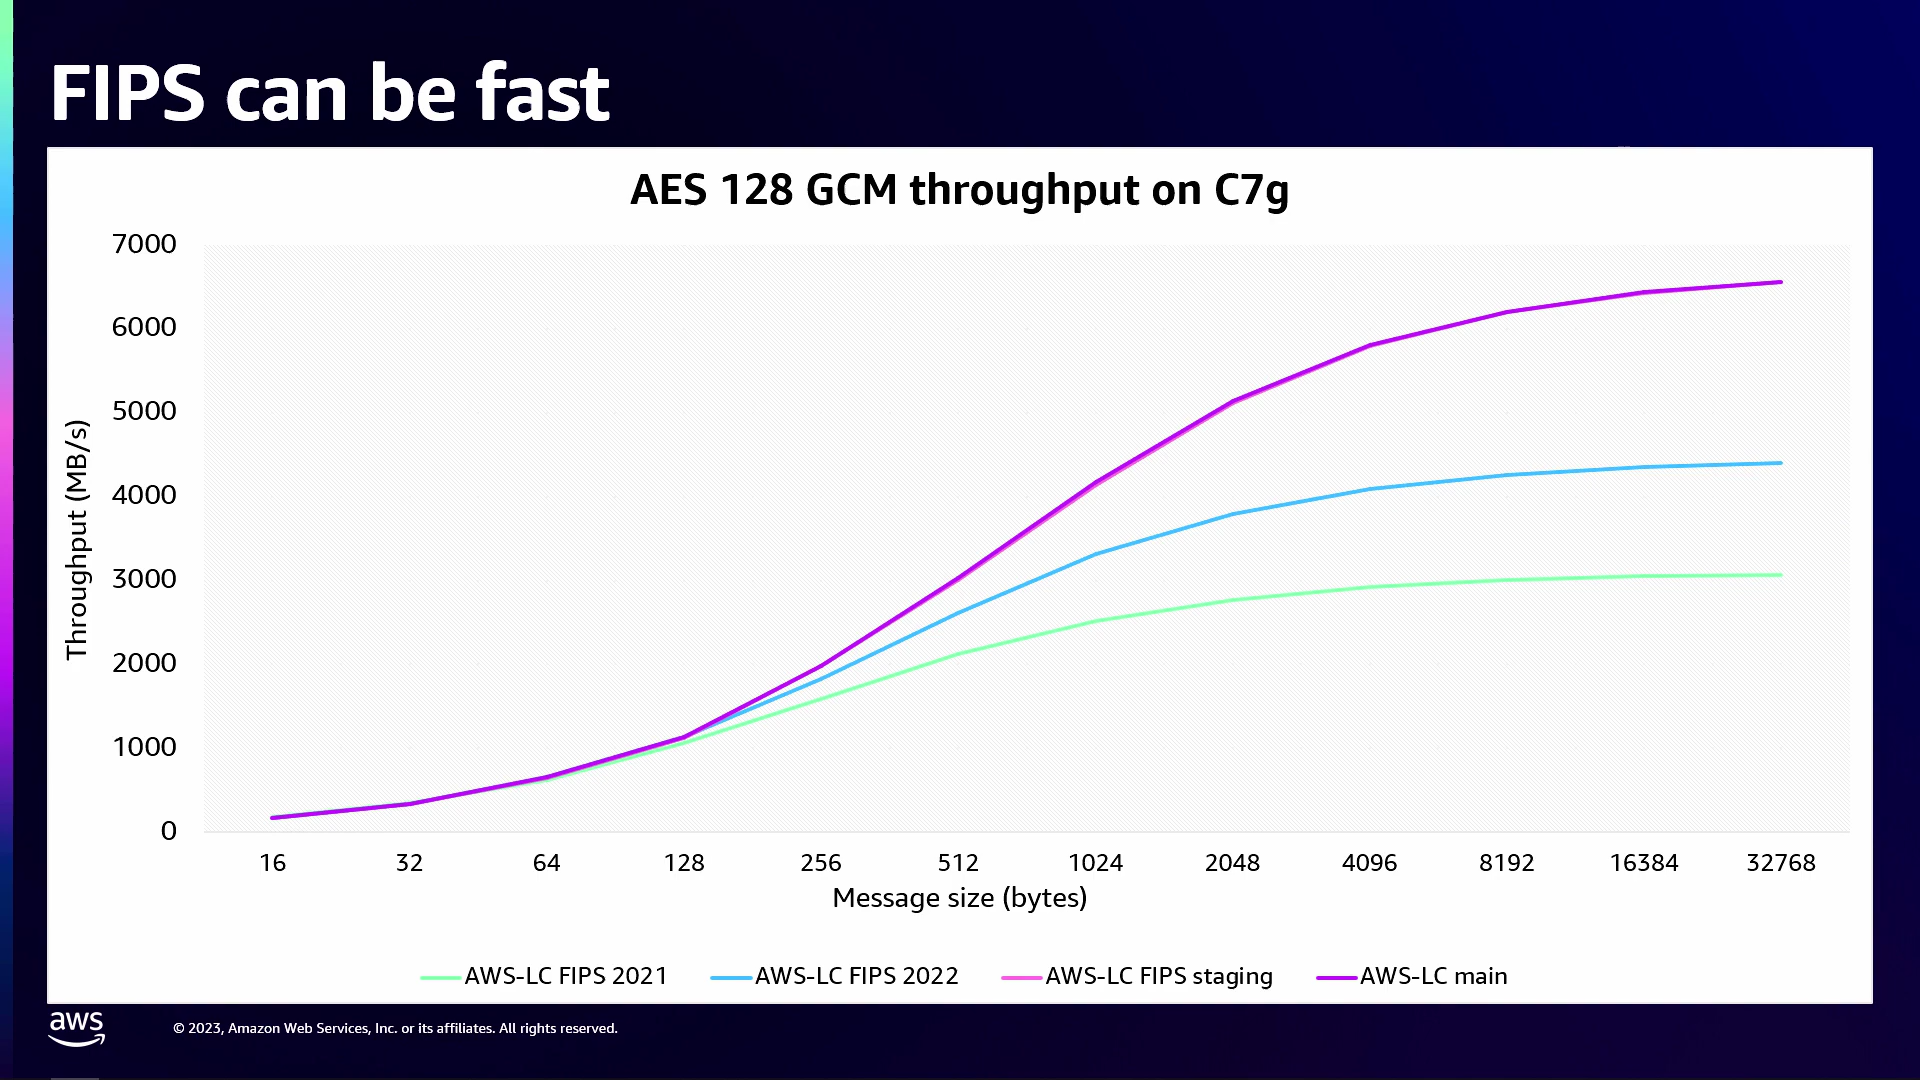 FIPS can be fast
AES 128 GCM throughput on C7g
7000
6000
5000
4000
3000
2000
1000
0
Throughput (MB/s)
16 32 64 128 256 512 1024 2048 4096 8192 16384 32768
Message size (bytes)
AWS-LC FIPS 2021 AWS-LC FIPS 2022 AWS-LC FIPS staging AWS-LC main
aws
© 2023, Amazon Web Services, Inc. or its affiliates. All rights reserved.